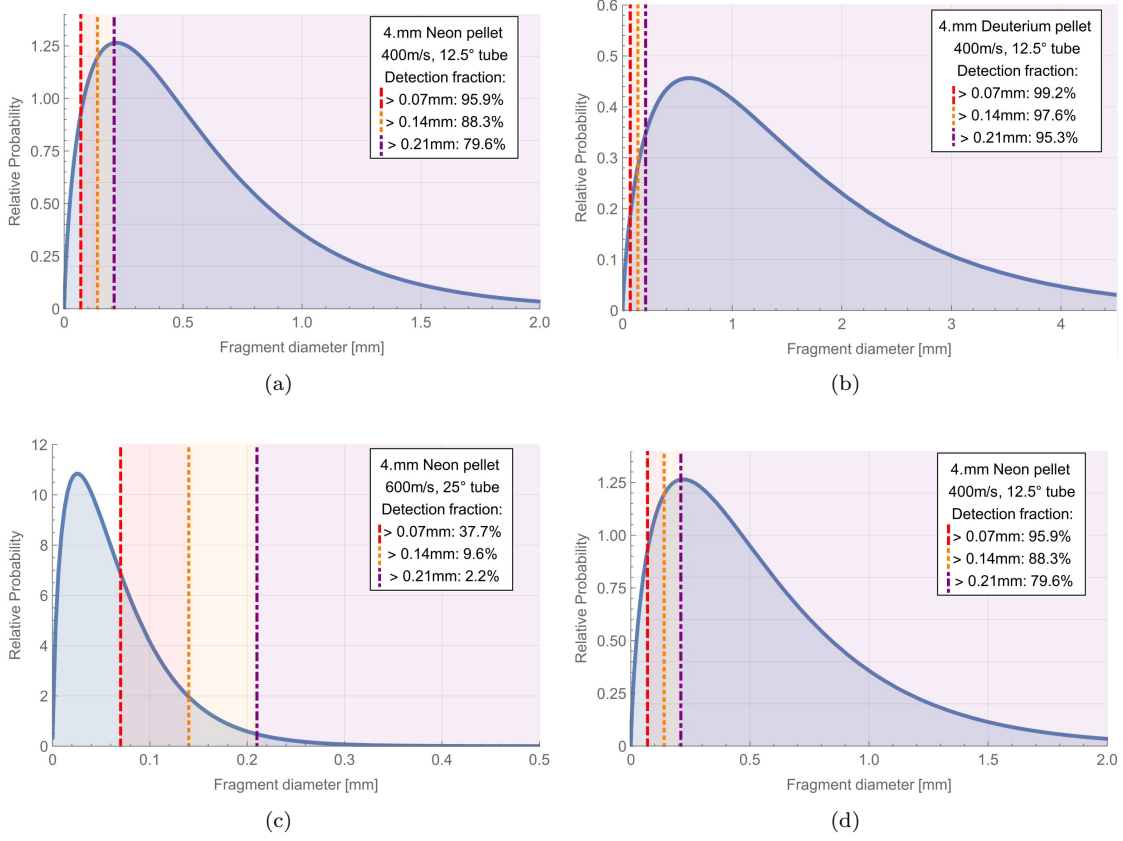 4.mm Neon pellet
400m/s, 12.5° tube
Detection fraction:
> 0.07mm: 95.9%
> 0.14mm: 88.3%
> 0.21mm: 79.6%
Relative Probability
1.25
1.00
0.75
0.50
0.25
0
0 0.5 1.0 1.5 2.0
Fragment diameter [mm]
(a)
4.mm Deuterium pellet
400m/s, 12.5° tube
Detection fraction:
> 0.07mm: 99.2%
> 0.14mm: 97.6%
> 0.21mm: 95.3%
Relative Probability
0.6
0.5
0.4
0.3
0.2
0.1
0
0 1 2 3 4
Fragment diameter [mm]
(b)
4.mm Neon pellet
600m/s, 25° tube
Detection fraction:
> 0.07mm: 37.7%
> 0.14mm: 9.6%
> 0.21mm: 2.2%
Relative Probability
12
10
8
6
4
2
0
0 0.1 0.2 0.3 0.4 0.5
Fragment diameter [mm]
(c)
4.mm Neon pellet
400m/s, 12.5° tube
Detection fraction:
> 0.07mm: 95.9%
> 0.14mm: 88.3%
> 0.21mm: 79.6%
Relative Probability
1.25
1.00
0.75
0.50
0.25
0
0 0.5 1.0 1.5 2.0
Fragment diameter [mm]
(d)